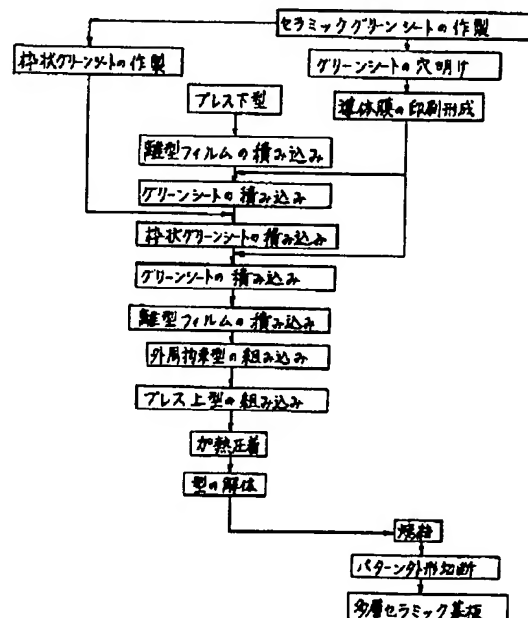 セラミックグリーンシートの作製
枠状グリーンシートの作製
グリーンシートの穴明け
プレス下型
導体膜の印刷形成
離型フィルムの積み込み
グリーンシートの積み込み
枠状グリーンシートの積み込み
グリーンシートの積み込み
離型フィルムの積み込み
外周拘束型の組み込み
プレス上型の組み込み
加熱圧着
型の解体
焼結
パターン外形切断
多層セラミック基板